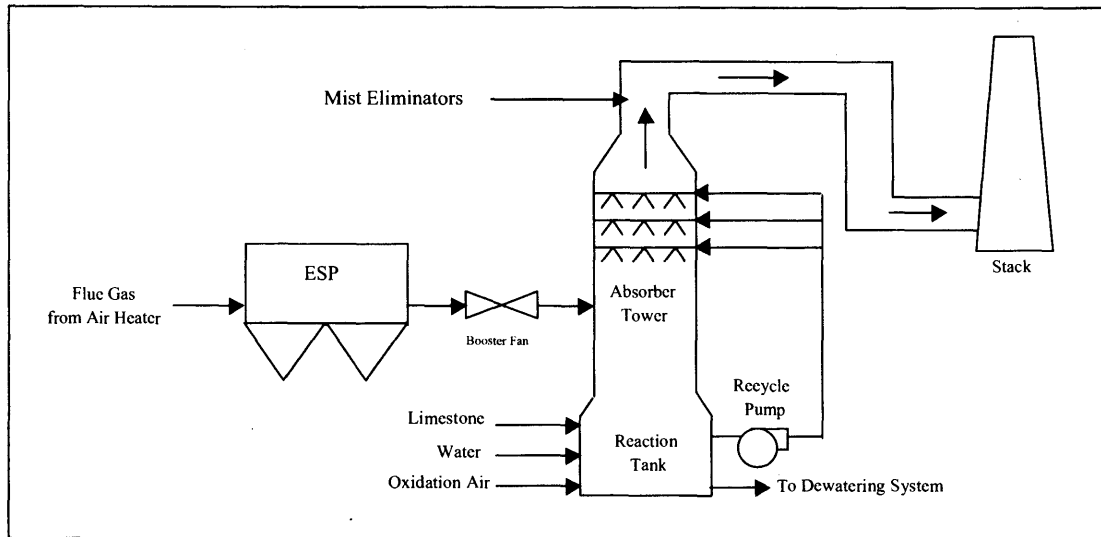 Mist Eliminators
ESP
Flue Gas
from Air Heater
Booster Fan
Absorber
Tower
Stack
Recycle
Pump
Limestone
Water
Oxidation Air
Reaction
Tank
To Dewatering System